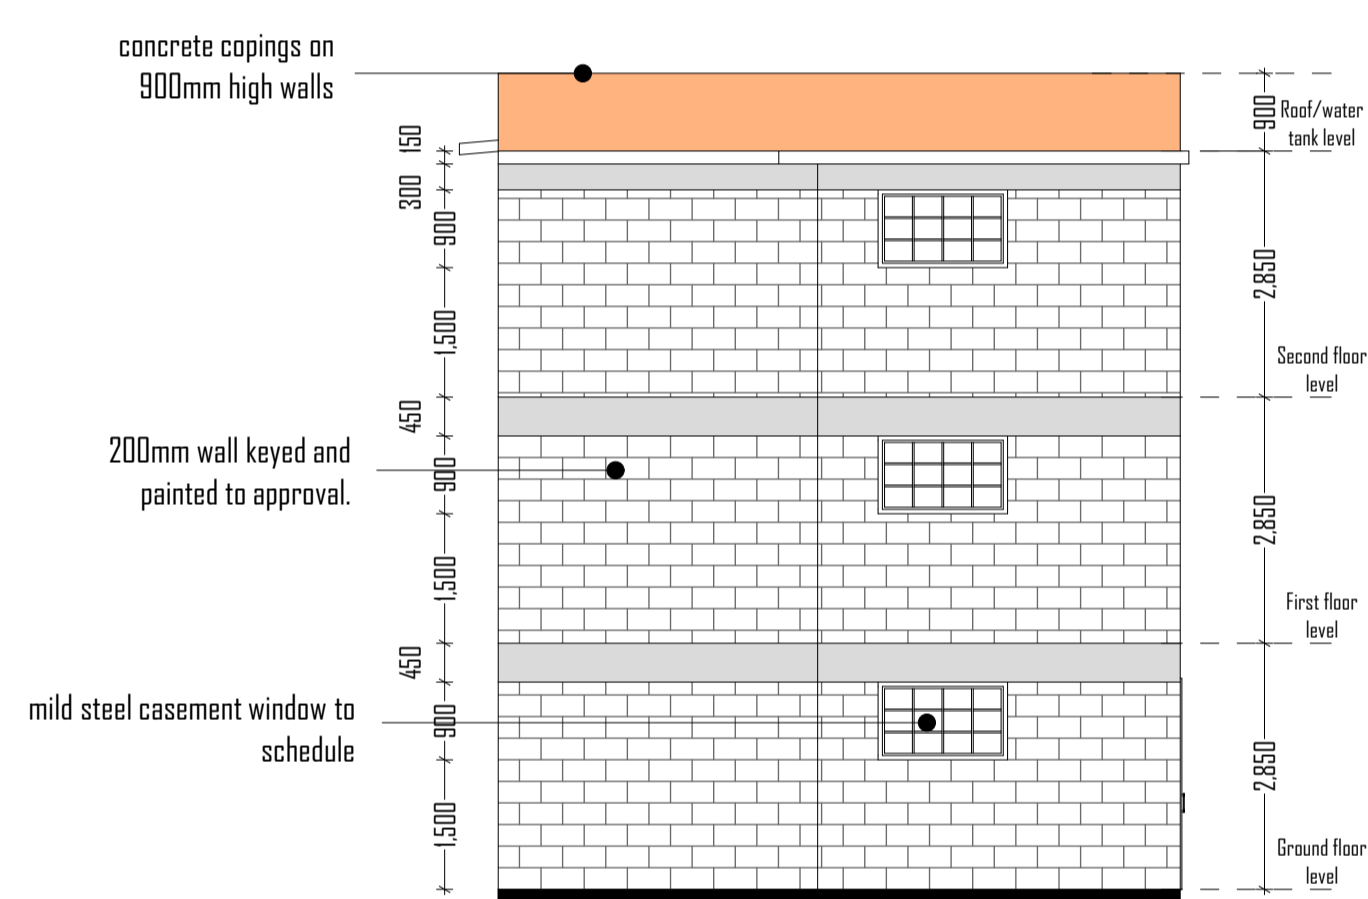 concrete copings on
900mm high walls
150
300
900
1,500
450
200mm wall keyed and
painted to approval.
900
1,500
450
mild steel casement window to
schedule
900
1,500
900
Roof/water
tank level
2,850
Second floor
level
2,850
First floor
level
2,850
Ground floor
level